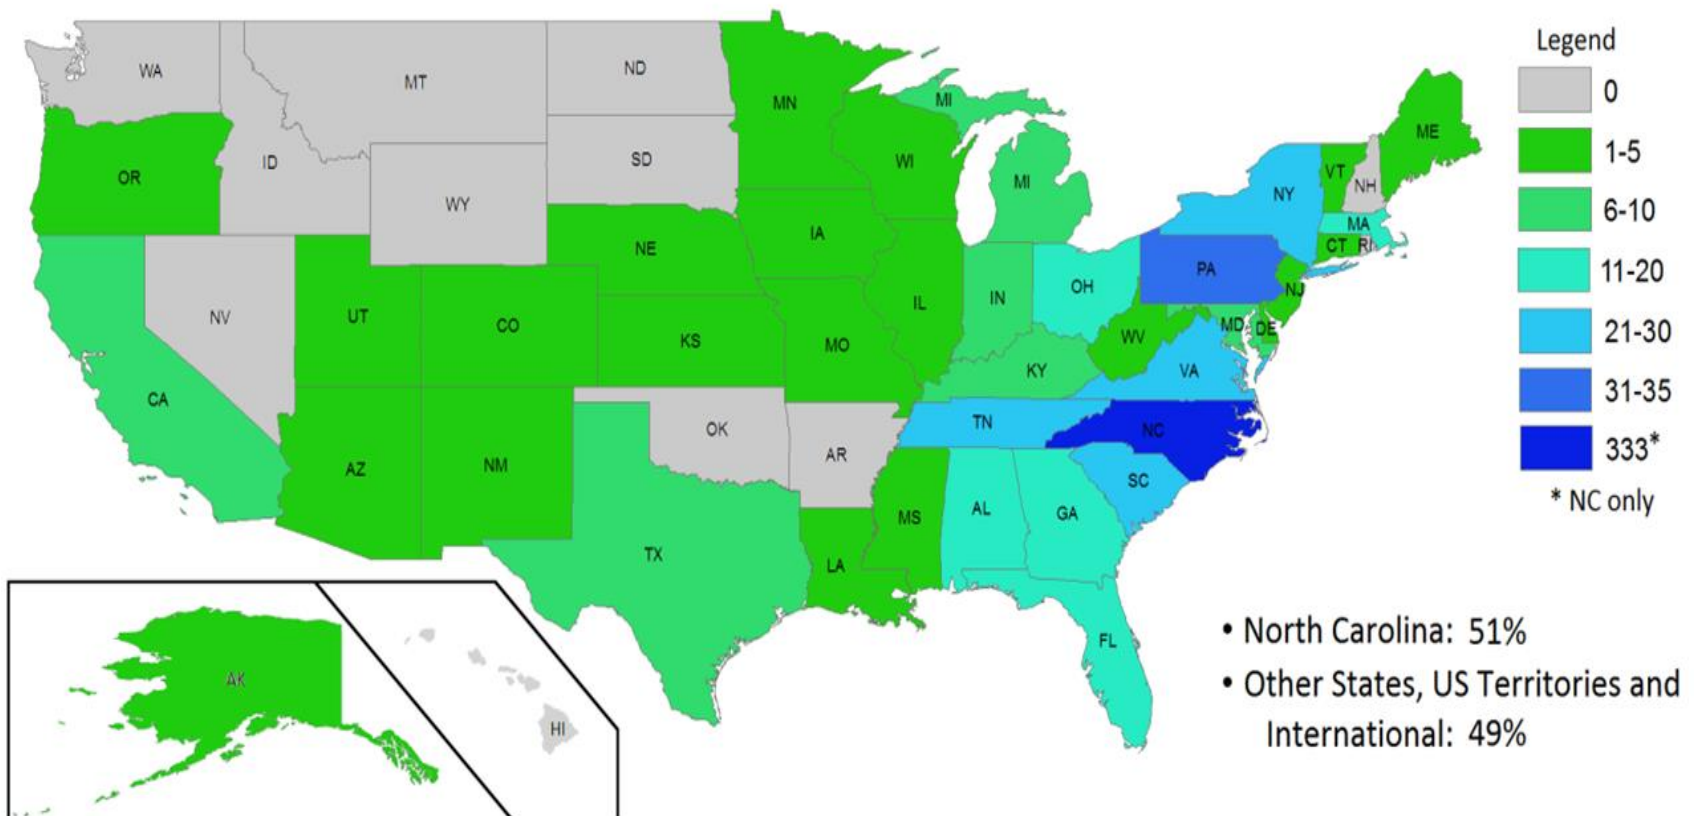 WA
MT
ND
MN
MI
ME
OR
ID
SD
WI
VT
NH
WY
MI
NY
MA
NE
IA
CT
RI
NV
UT
CO
KS
MO
IL
IN
OH
PA
NJ
WV
MD
DE
VA
CA
KY
AZ
NM
OK
AR
TN
NC
SC
TX
LA
MS
AL
GA
FL
AK
HI
Legend
0
1-5
6-10
11-20
21-30
31-35
333*
* NC only
• North Carolina: 51%
• Other States, US Territories and
International: 49%